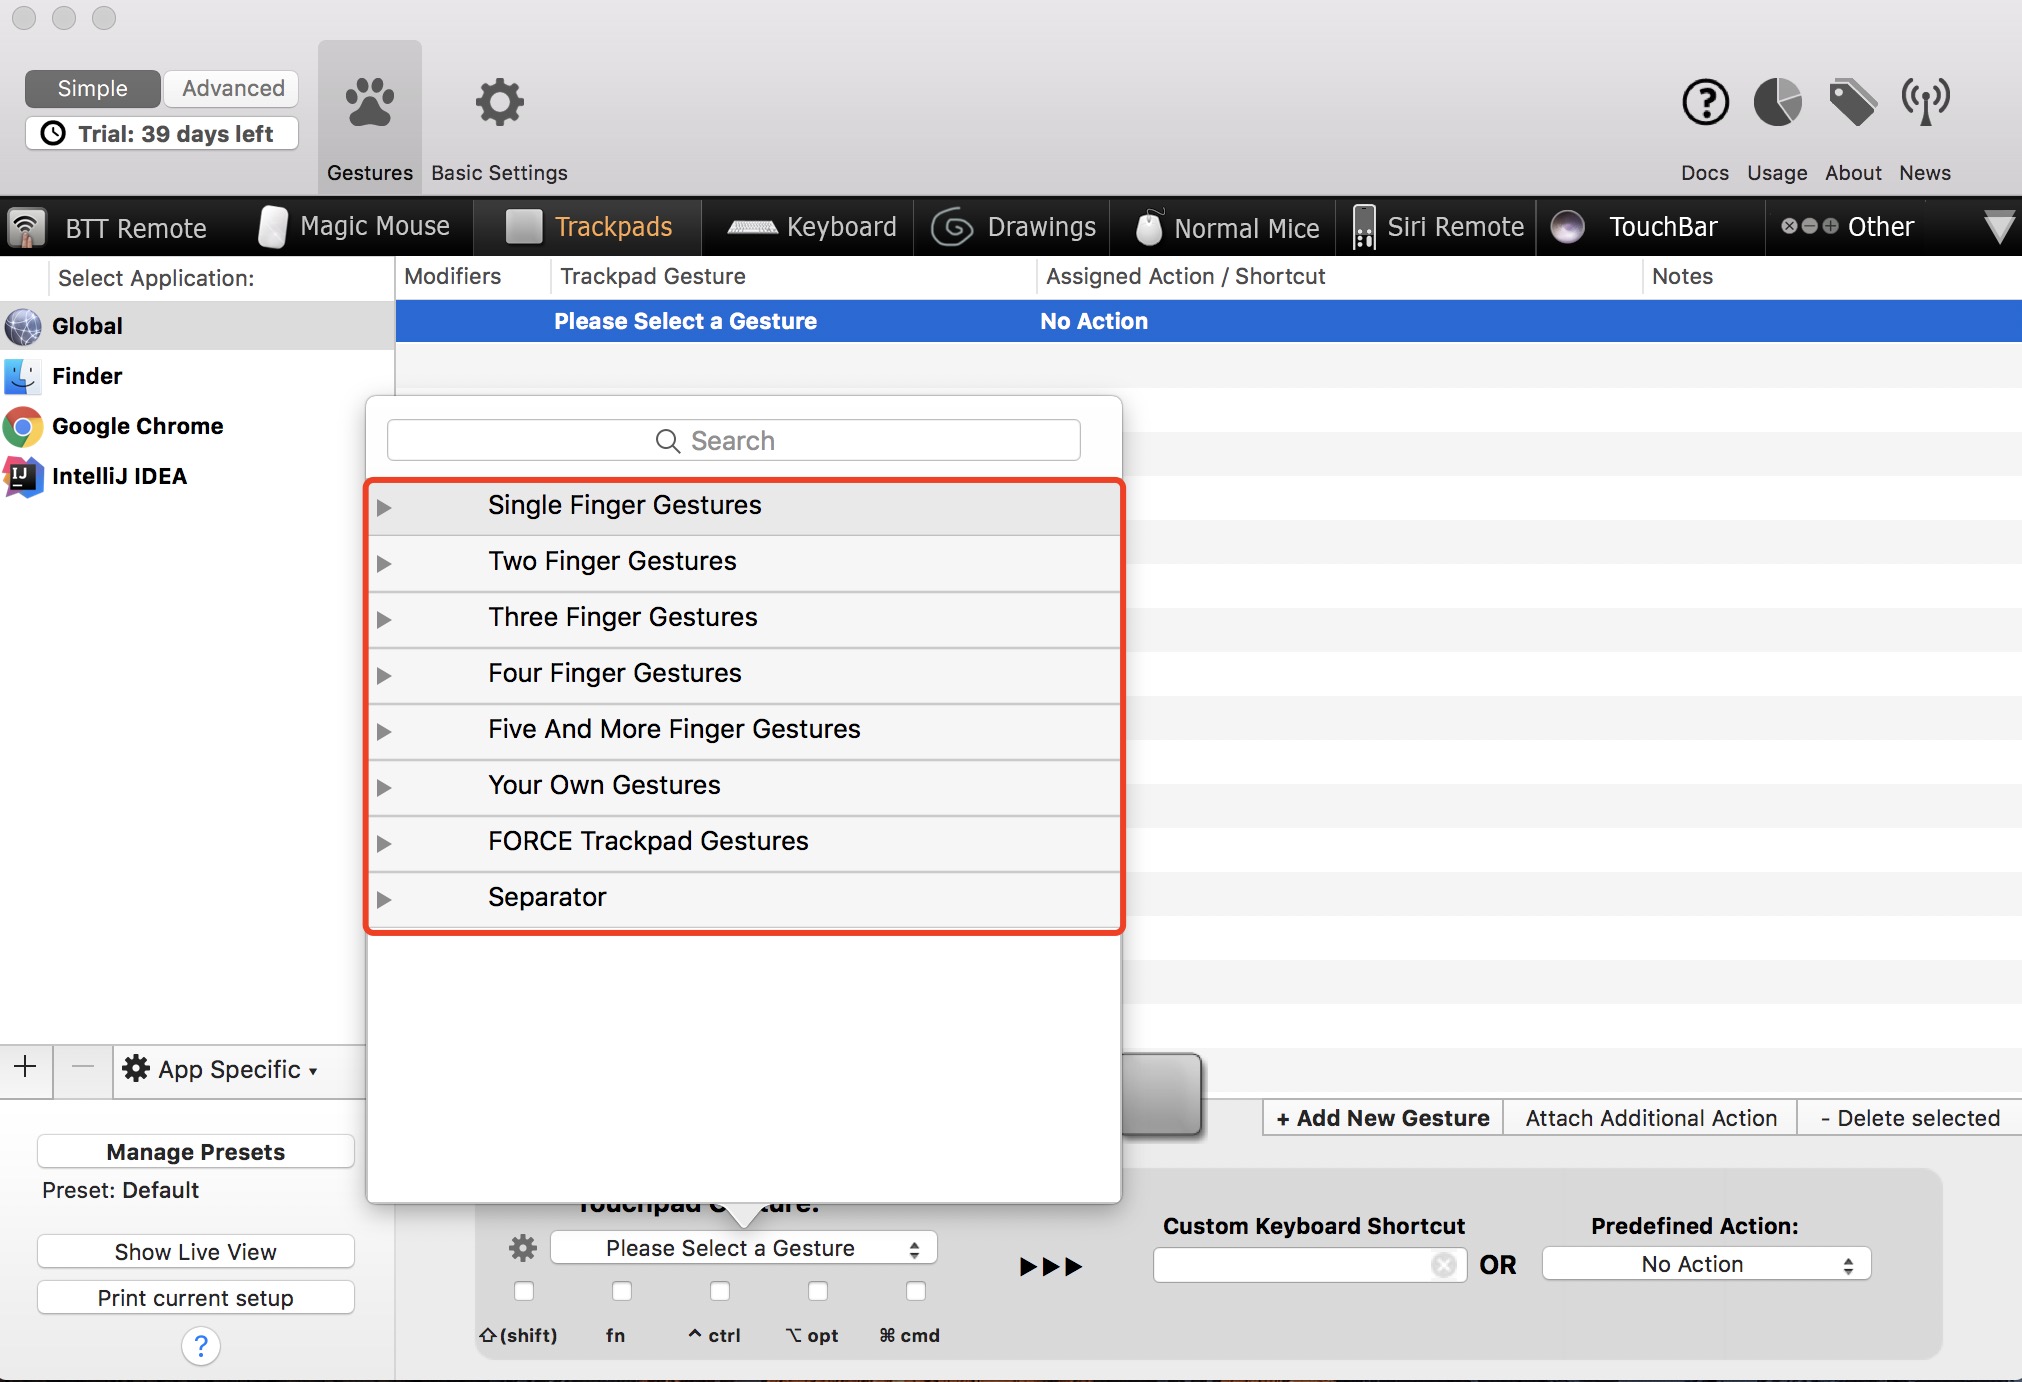 Simple Advanced
Trial: 39 days left
Gestures Basic Settings
Docs Usage About News
BTT Remote Magic Mouse Trackpads Keyboard Drawings Normal Mice Siri Remote TouchBar Other
Select Application: Modifiers Trackpad Gesture Assigned Action / Shortcut Notes
Global
Please Select a Gesture No Action
Finder
Google Chrome
IntelliJ IDEA
Search
Single Finger Gestures
Two Finger Gestures
Three Finger Gestures
Four Finger Gestures
Five And More Finger Gestures
Your Own Gestures
FORCE Trackpad Gestures
Separator
+ − App Specific ▾
+ Add New Gesture Attach Additional Action - Delete selected
Manage Presets
Preset: Default
Show Live View
Print current setup
?
Touchpad
Please Select a Gesture
⇧(shift) fn ^ ctrl ⌥ opt ⌘ cmd
Custom Keyboard Shortcut
OR
Predefined Action:
No Action